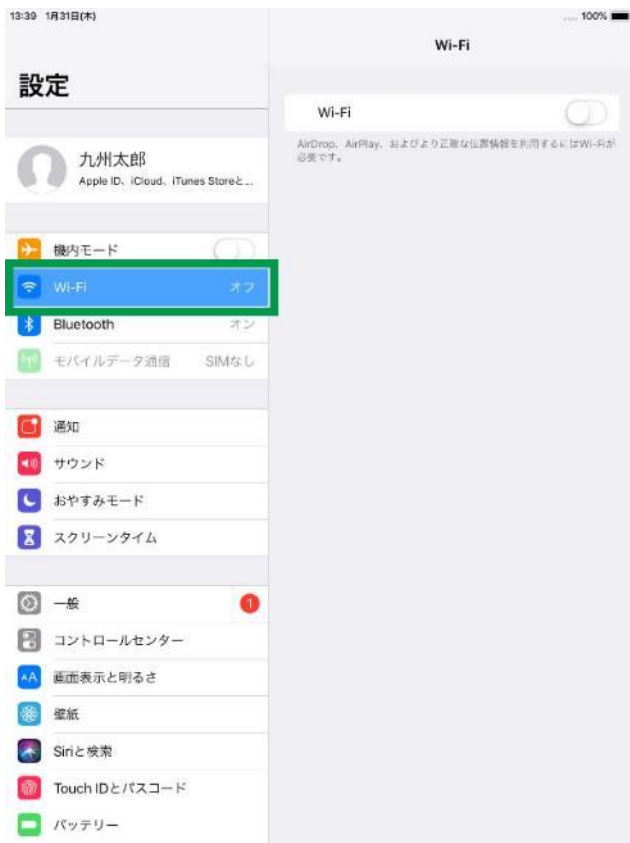 13:39 1月31日(木)
100%
設定
九州太郎
Apple ID、iCloud、iTunes Storeと...
機内モード
Wi-Fi オフ
Bluetooth オン
モバイルデータ通信 SIMなし
通知
サウンド
おやすみモード
スクリーンタイム
一般 1
コントロールセンター
AA 画面表示と明るさ
壁紙
Siriと検索
Touch IDとパスコード
バッテリー
Wi-Fi
Wi-Fi
AirDrop、AirPlay、およびより正確な位置情報を利用するにはWi-Fiが
必要です。